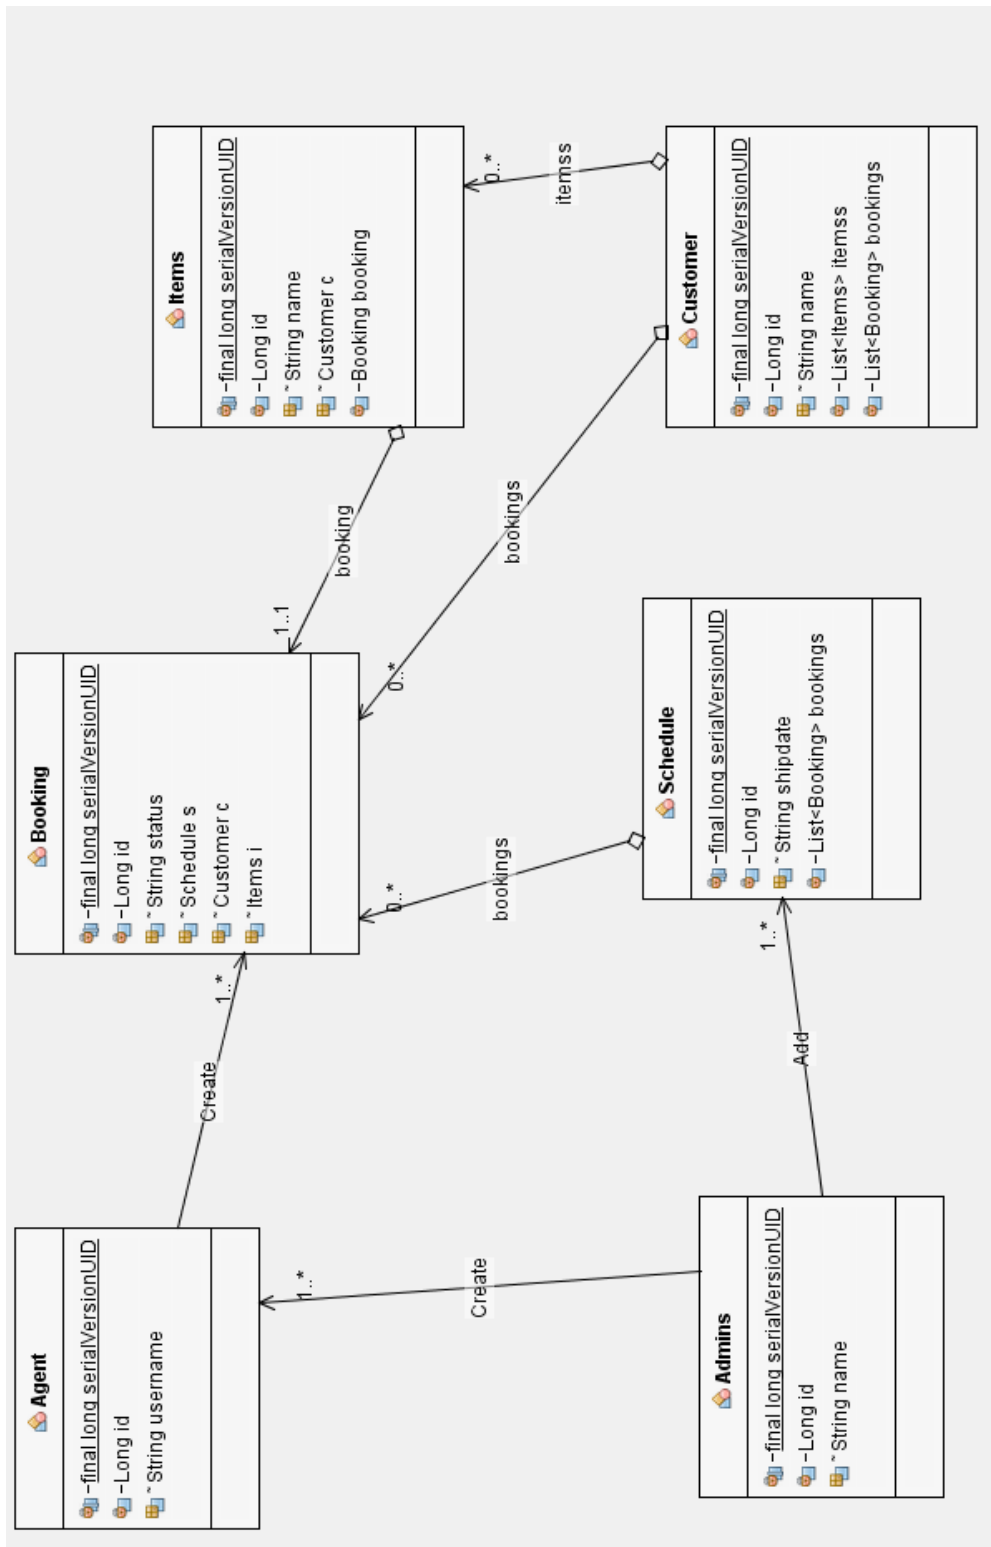 Agent
-final long serialVersionUID
-Long id
~String username
Create
1..*
Booking
-final long serialVersionUID
-Long id
~String status
~Schedule s
~Customer c
~Items i
1..1
booking
Items
-final long serialVersionUID
-Long id
~String name
~Customer c
-Booking booking
1..*
Create
0..*
bookings
0..*
bookings
0..*
itemss
Admins
-final long serialVersionUID
-Long id
~String name
Add
1..*
Schedule
-final long serialVersionUID
-Long id
~String shipdate
-List<Booking> bookings
Customer
-final long serialVersionUID
-Long id
~String name
-List<Items> itemss
-List<Booking> bookings